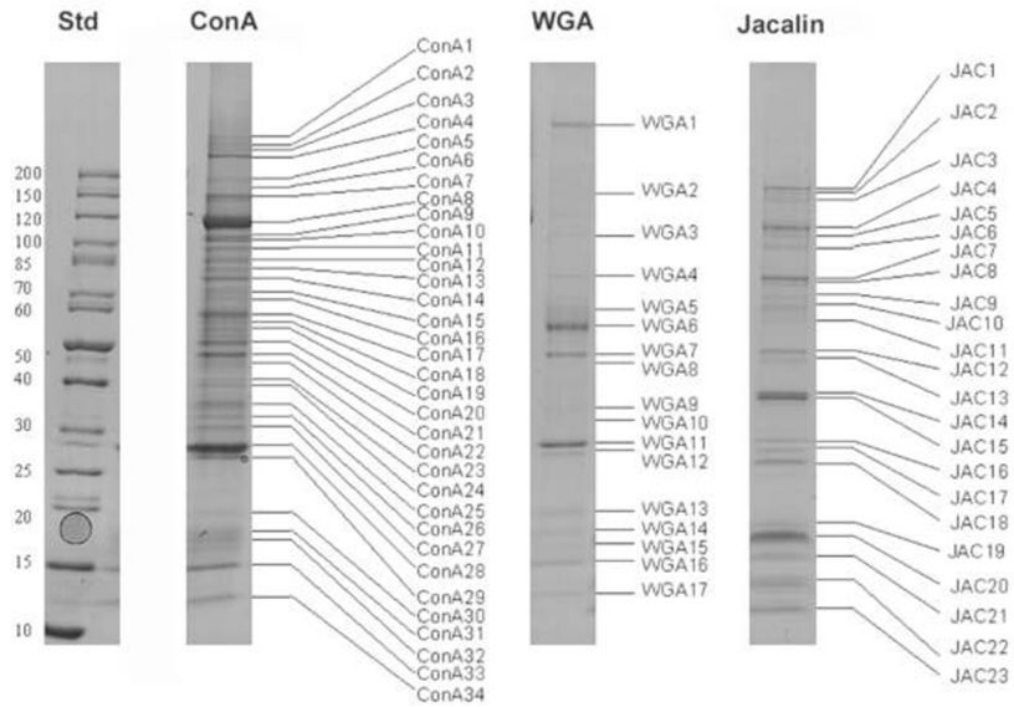 Std
ConA
WGA
Jacalin
200
150
120
100
85
70
60
50
40
30
25
20
15
10
ConA1
ConA2
ConA3
ConA4
ConA5
ConA6
ConA7
ConA8
ConA9
ConA10
ConA11
ConA12
ConA13
ConA14
ConA15
ConA16
ConA17
ConA18
ConA19
ConA20
ConA21
ConA22
ConA23
ConA24
ConA25
ConA26
ConA27
ConA28
ConA29
ConA30
ConA31
ConA32
ConA33
ConA34
WGA1
WGA2
WGA3
WGA4
WGA5
WGA6
WGA7
WGA8
WGA9
WGA10
WGA11
WGA12
WGA13
WGA14
WGA15
WGA16
WGA17
JAC1
JAC2
JAC3
JAC4
JAC5
JAC6
JAC7
JAC8
JAC9
JAC10
JAC11
JAC12
JAC13
JAC14
JAC15
JAC16
JAC17
JAC18
JAC19
JAC20
JAC21
JAC22
JAC23